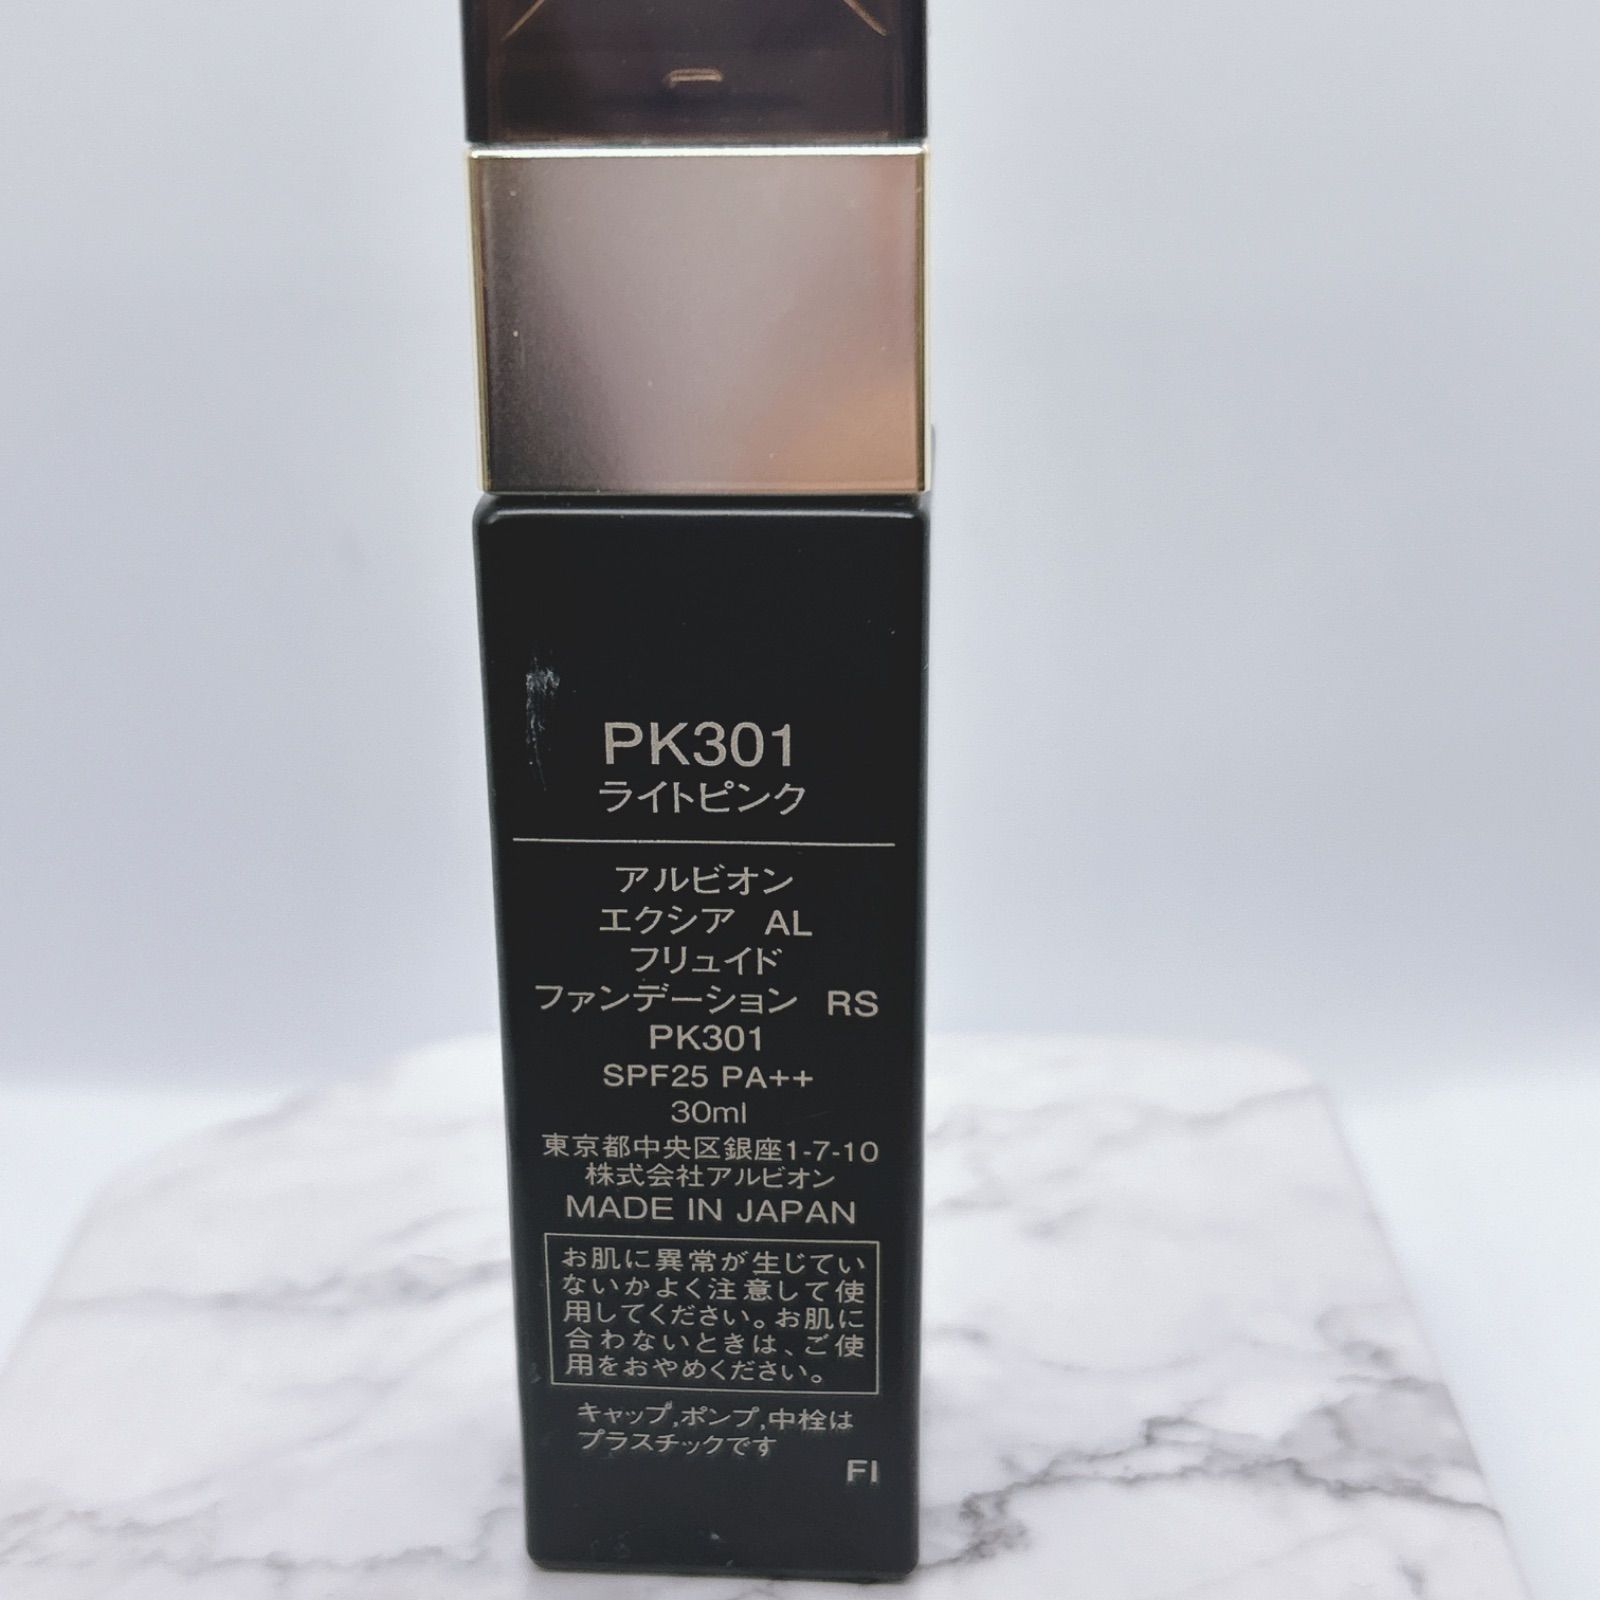 PK301
ライトピンク
アルビオン
エクシア AL
フリュイド
ファンデーション RS
PK301
SPF25 PA++
30ml
東京都中央区銀座1-7-10
株式会社アルビオン
MADE IN JAPAN
お肌に異常が生じてい
ないかよく注意して使
用してください。お肌に
合わないときは、ご使
用をおやめください。
キャップ,ポンプ,中栓は
プラスチックです
FI